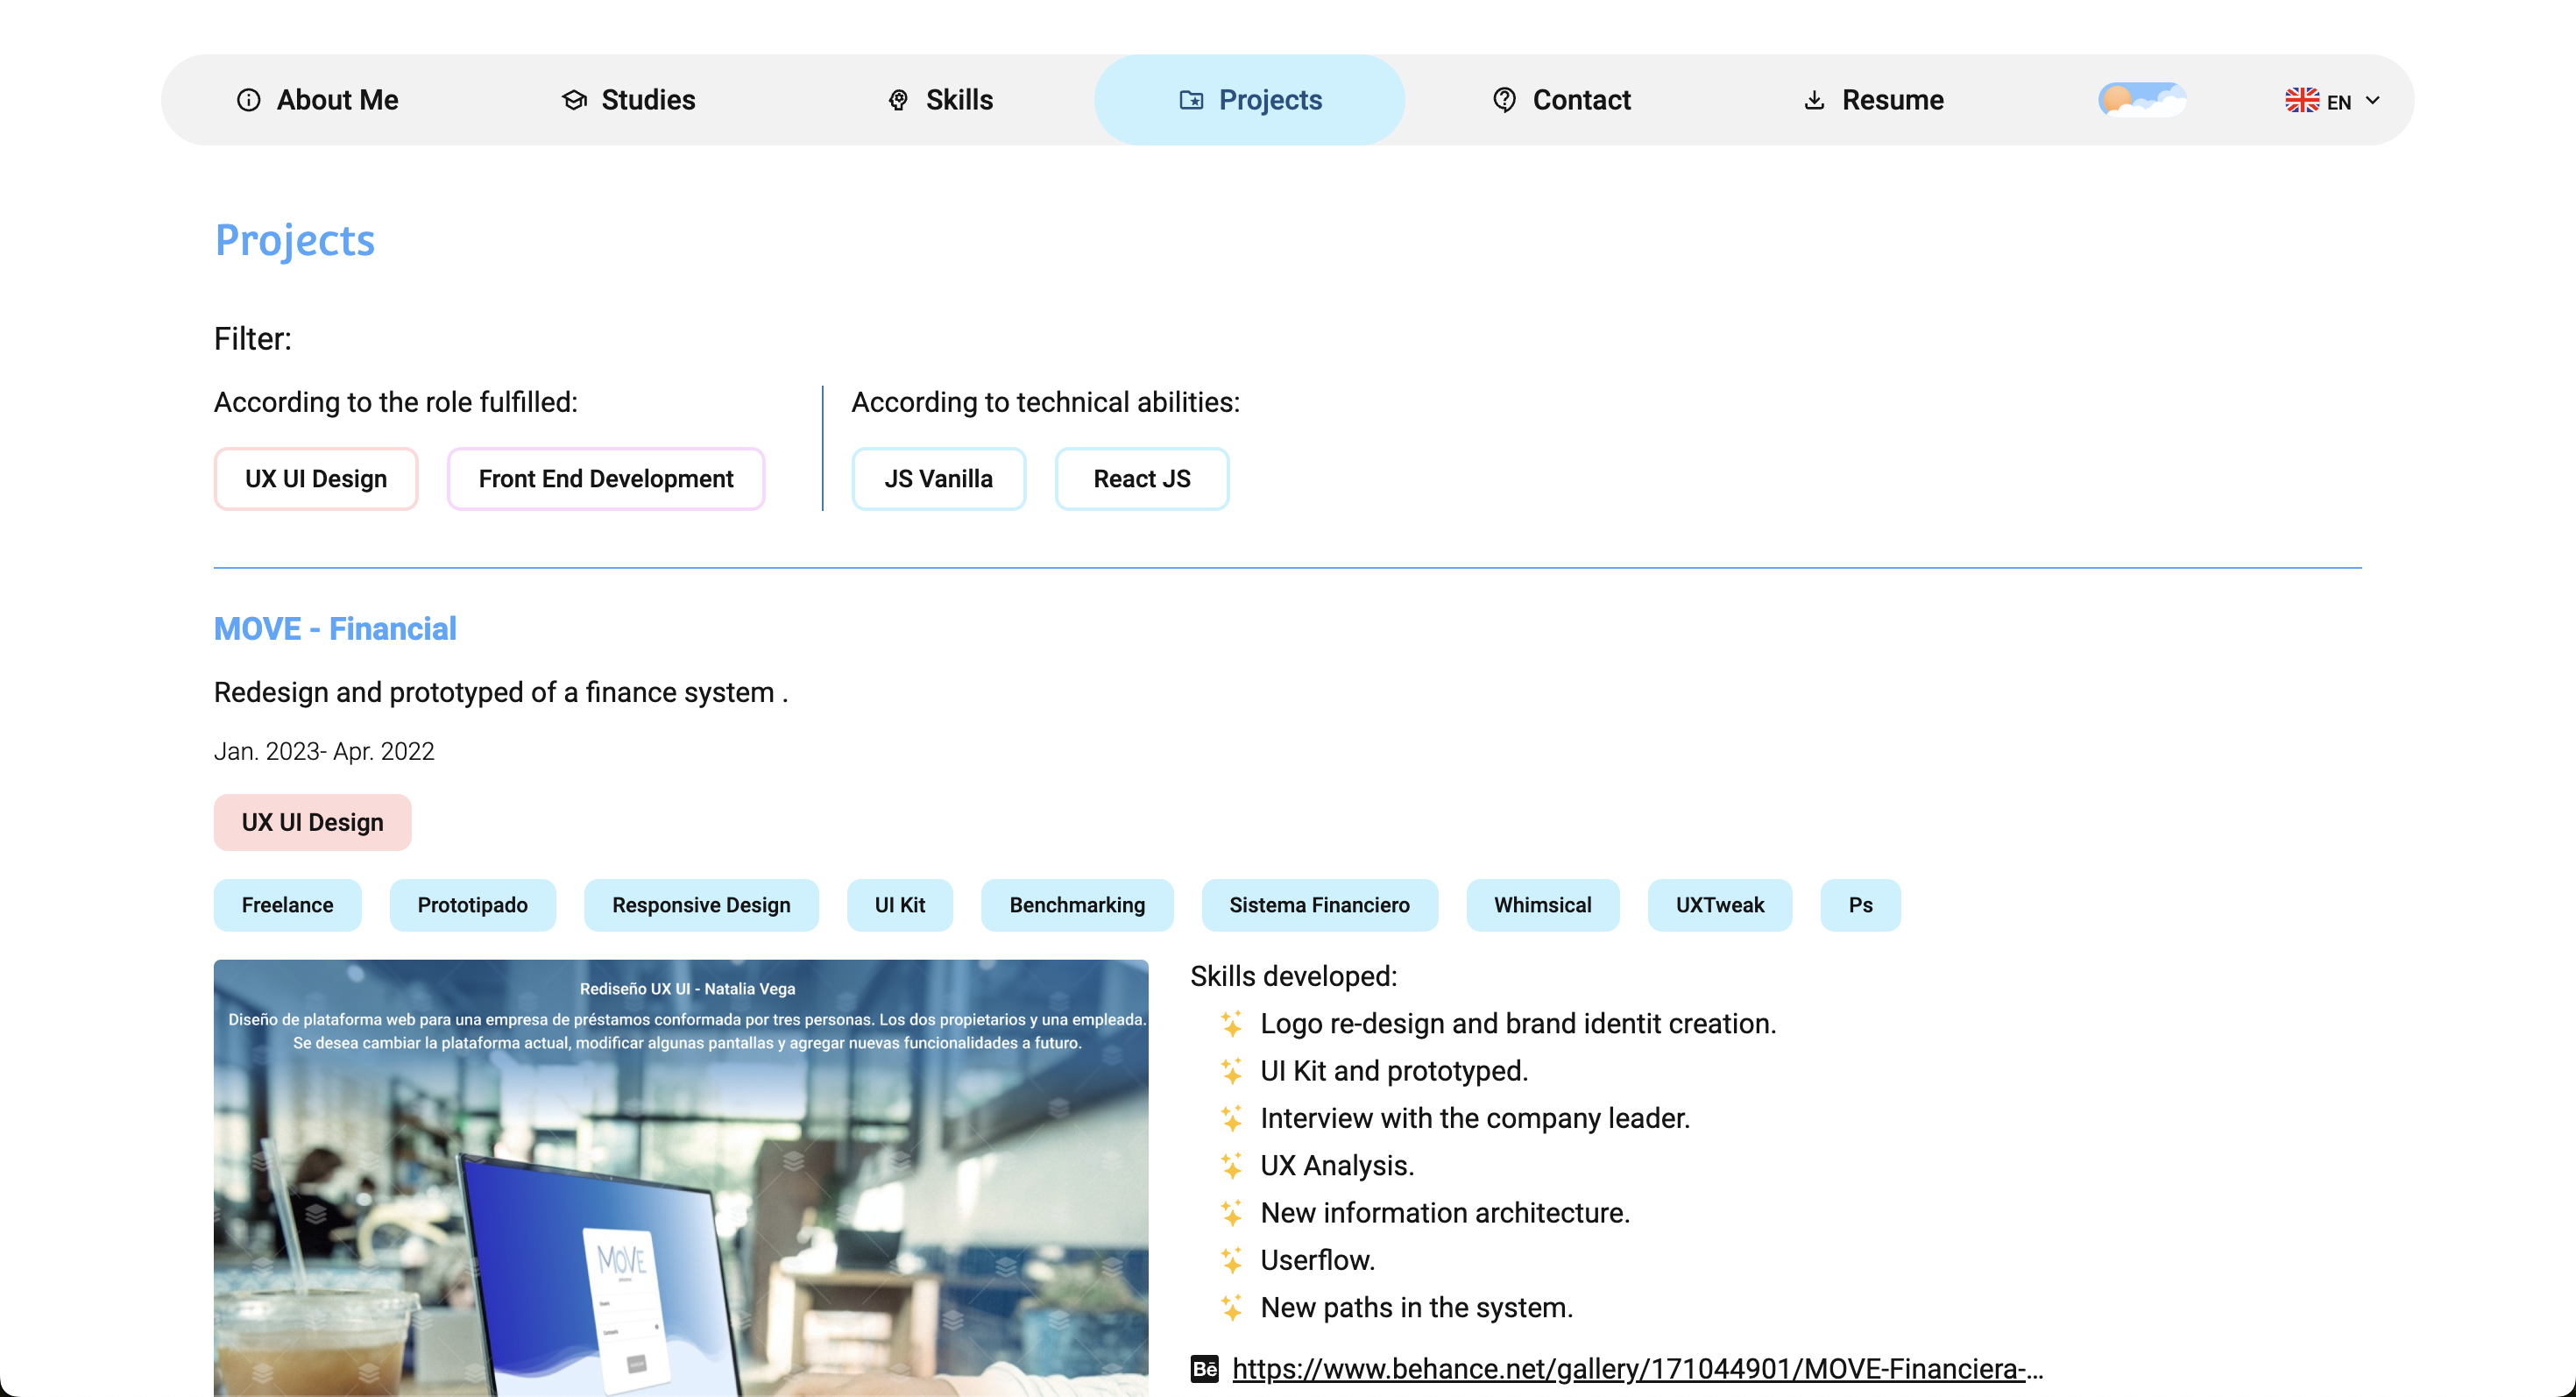 About Me
Studies
Skills
Projects
Contact
Resume
EN
Projects
Filter:
According to the role fulfilled:
According to technical abilities:
UX UI Design
Front End Development
JS Vanilla
React JS
MOVE - Financial
Redesign and prototyped of a finance system .
Jan. 2023- Apr. 2022
UX UI Design
Freelance
Prototipado
Responsive Design
UI Kit
Benchmarking
Sistema Financiero
Whimsical
UXTweak
Ps
Rediseño UX UI - Natalia Vega
Diseño de plataforma web para una empresa de préstamos conformada por tres personas. Los dos propietarios y una empleada.
Se desea cambiar la plataforma actual, modificar algunas pantallas y agregar nuevas funcionalidades a futuro.
MOVE
Skills developed:
Logo re-design and brand identit creation.
UI Kit and prototyped.
Interview with the company leader.
UX Analysis.
New information architecture.
Userflow.
New paths in the system.
Bē https://www.behance.net/gallery/171044901/MOVE-Financiera-...